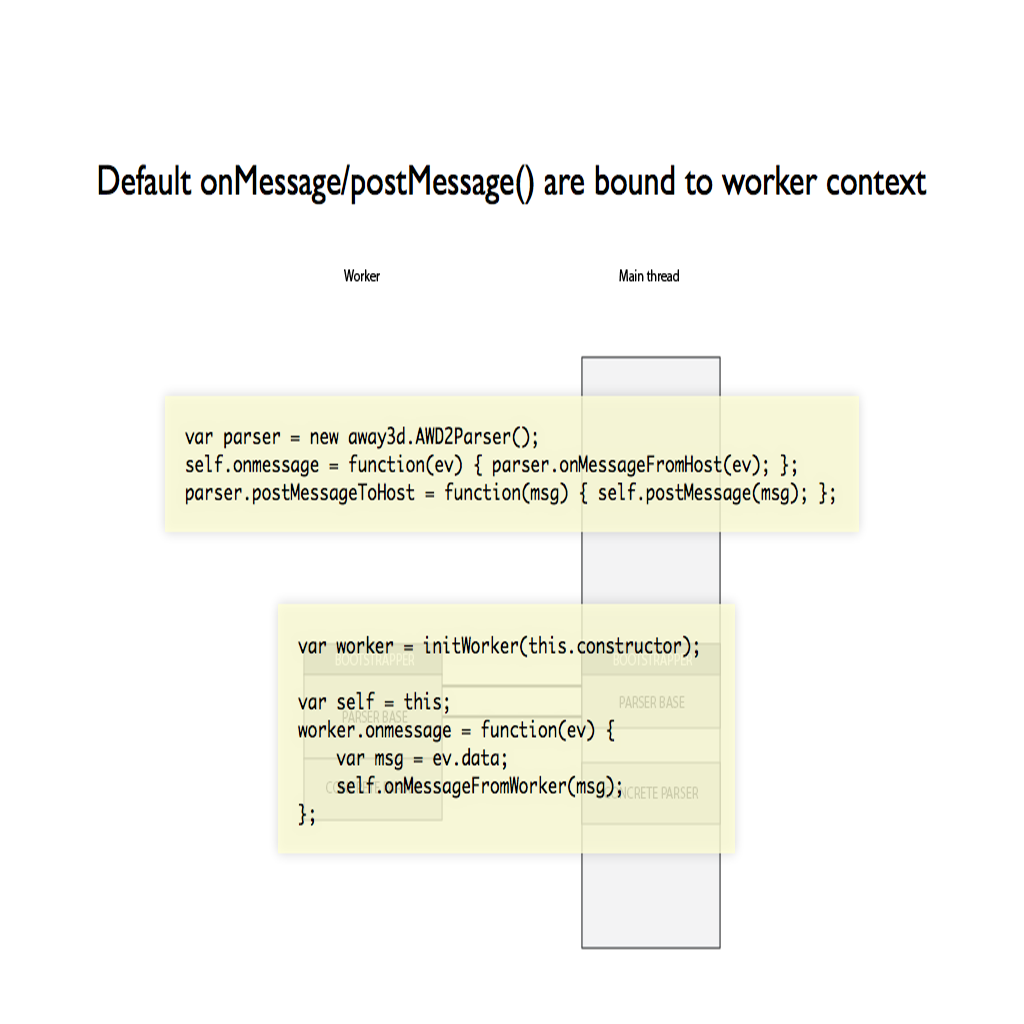 Default onMessage/postMessage() are bound to worker context
Worker
Main thread
var parser = new away3d.AWD2Parser();
self.onmessage = function(ev) { parser.onMessageFromHost(ev); };
parser.postMessageToHost = function(msg) { self.postMessage(msg); };
var worker = initWorker(this.constructor);
BOOTSTRAPPER
BOOTSTRAPPER
var self = this;
PARSER BASE
PARSER BASE
worker.onmessage = function(ev) {
var msg = ev.data;
self.onMessageFromWorker(msg);
CONCRETE PARSER
};